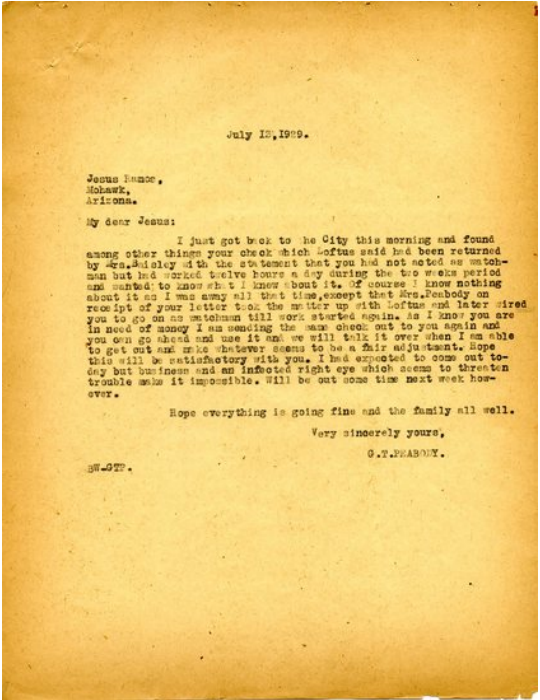 July 13,1929.
Jesus Ramos,
Mohawk,
Arizona.
My dear Jesus:
I just got back to the City this morning and found
among other things your check which Loftus said had been returned
by Mrs.Baisley with the statement that you had not acted as watch-
man but had worked twelve hours a day during the two weeks period
and wanted to know what I knew about it. Of course I know nothing
about it as I was away all that time,except that Mrs.Peabody on
receipt of your letter took the matter up with Loftus and later wired
you to go on as watchman till work started again. As I know you are
in need of money I am sending the same check out to you again and
you can go ahead and use it and we will talk it over when I am able
to get out and make whatever seems to be a fair adjustment. Hope
this will be satisfactory with you. I had expected to come out to-
day but business and an infected right eye which seems to threaten
trouble make it impossible. Will be out some time next week how-
ever.
Hope everything is going fine and the family all well.
Very sincerely yours,
G.T.PEABODY.
BW-GTP.